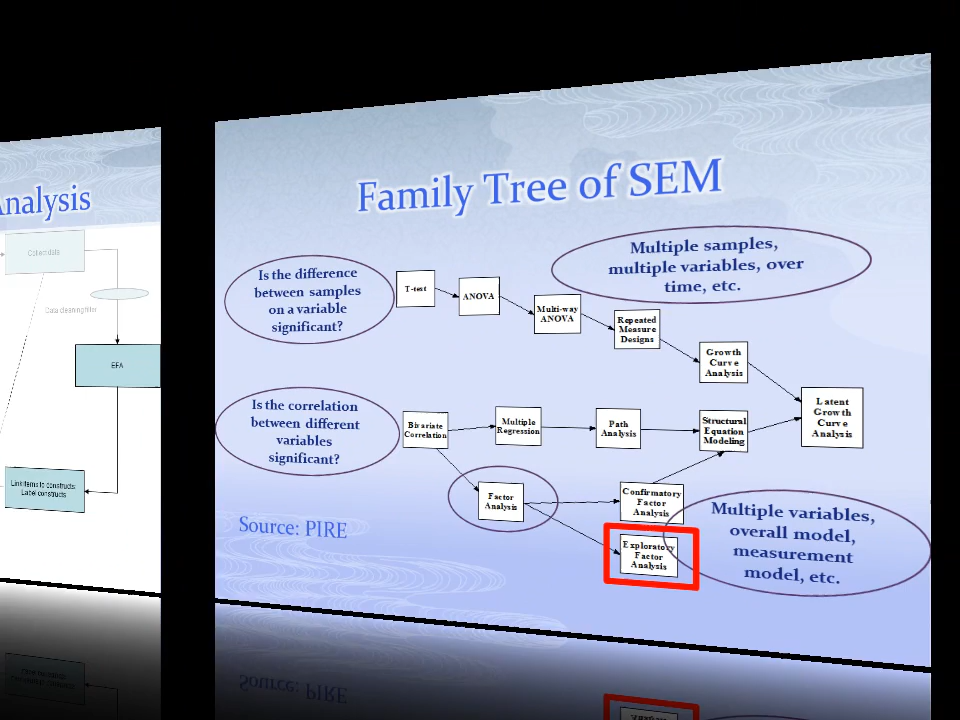 Analysis
Collect data
Data cleaning/filter
EFA
Link items to constructs:
Label constructs
Family Tree of SEM
Is the difference
between samples
on a variable
significant?
T-test
ANOVA
Multi-way
ANOVA
Repeated
Measure
Designs
Growth
Curve
Analysis
Multiple samples,
multiple variables, over
time, etc.
Is the correlation
between different
variables
significant?
Bivariate
Correlation
Multiple
Regression
Path
Analysis
Structural
Equation
Modeling
Latent
Growth
Curve
Analysis
Factor
Analysis
Confirmatory
Factor
Analysis
Exploratory
Factor
Analysis
Multiple variables,
overall model,
measurement
model, etc.
Source: PIRE